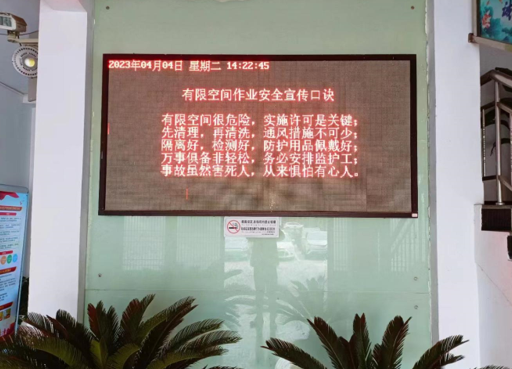 2023年04月04日 星期二 14:22:45
有限空间作业安全宣传口诀
有限空间很危险，实施许可是关键；
先清理，再清洗，通风措施不可少；
隔离好，检测好，防护用品佩戴好；
万事但备非轻松，务必安排监护工；
事故虽然害死人，从来惧怕有心人。